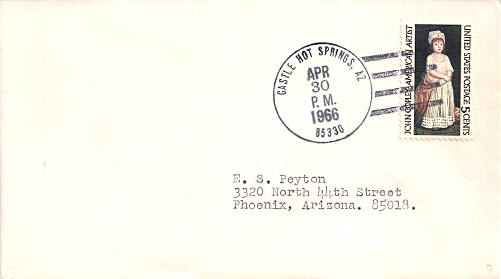 CASTLE HOT SPRINGS, AZ
APR
30
P. M.
1966
85330
JOHN COPLEY AMERICAN ARTIST
UNITED STATES POSTAGE 5 CENTS
E. S. Peyton
3320 North 44th Street
Phoenix, Arizona. 85018.